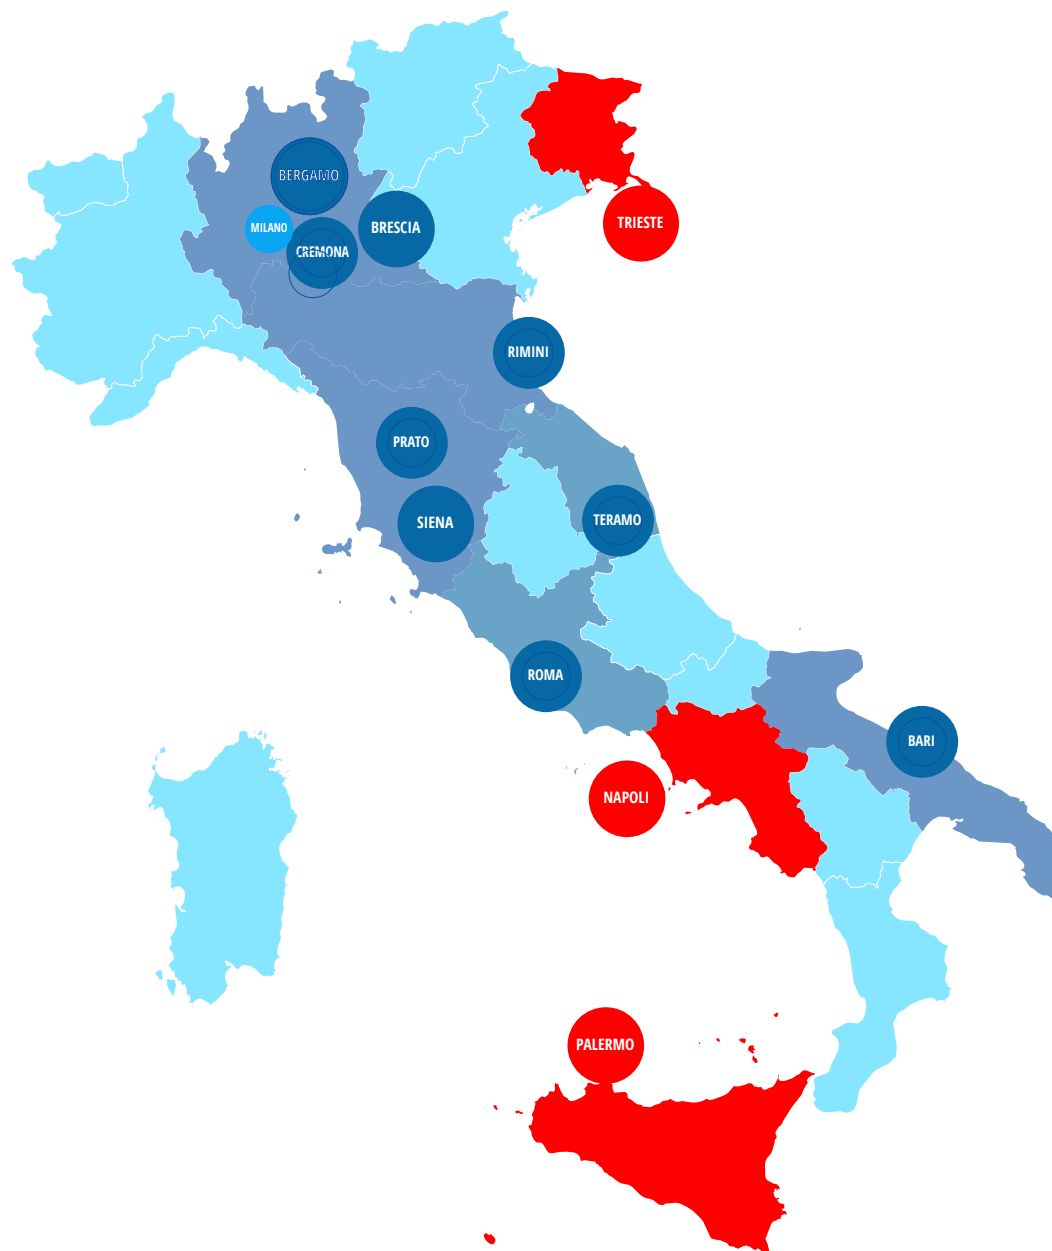 BERGAMO
MILANO
BRESCIA
CREMONA
TRIESTE
RIMINI
PRATO
SIENA
TERAMO
ROMA
BARI
NAPOLI
PALERMO